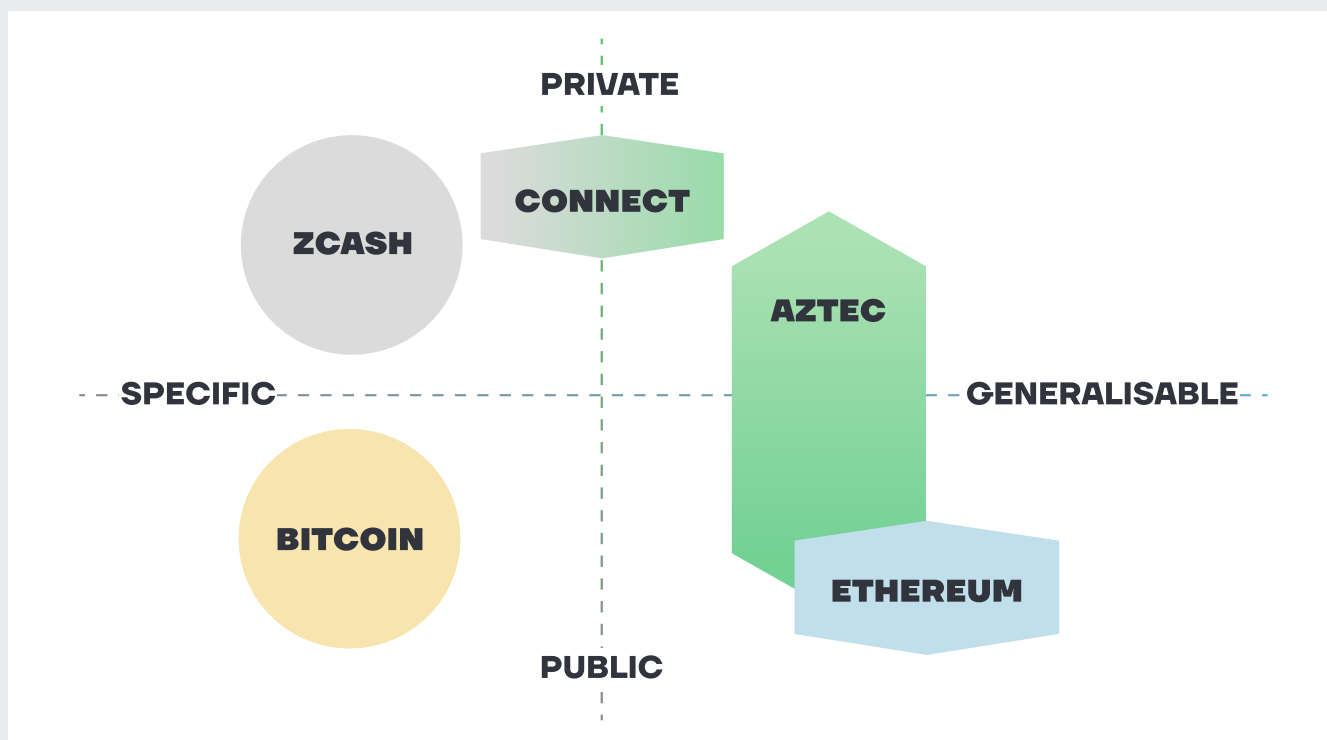 PRIVATE
CONNECT
ZCASH
AZTEC
SPECIFIC
GENERALISABLE
BITCOIN
ETHEREUM
PUBLIC